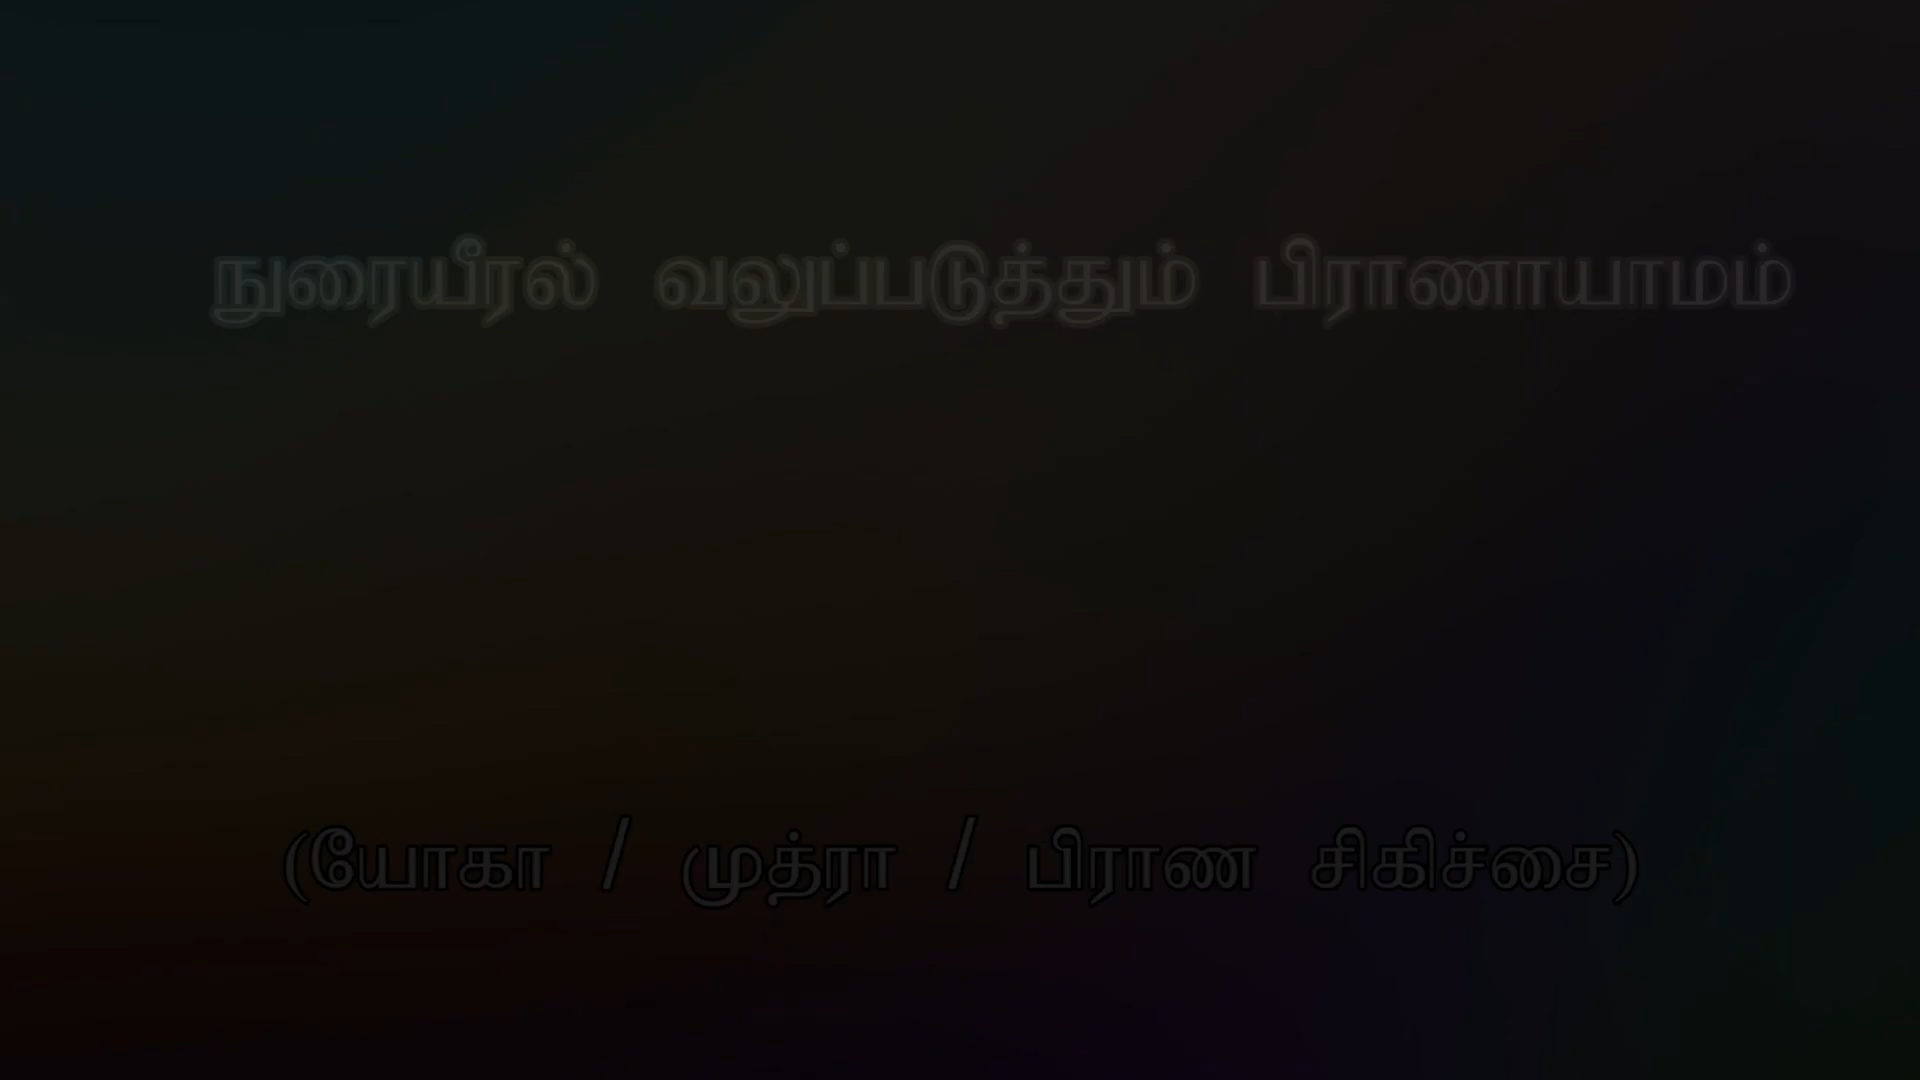 நுரையீரல் வலுப்படுத்தும் பிராணாயாமம்
(யோகா / முத்ரா / பிராண சிகிச்சை)